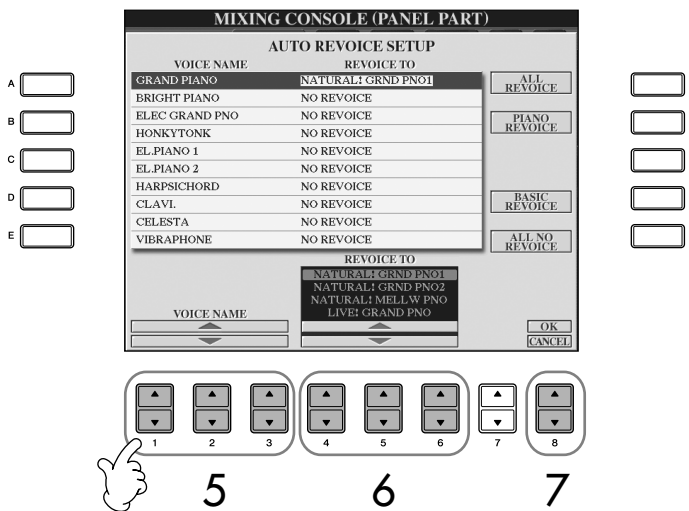 MIXING CONSOLE (PANEL PART)
AUTO REVOICE SETUP
VOICE NAME REVOICE TO
GRAND PIANO NATURAL! GRND PNO1
BRIGHT PIANO NO REVOICE
ELEC GRAND PNO NO REVOICE
HONKYTONK NO REVOICE
EL.PIANO 1 NO REVOICE
EL.PIANO 2 NO REVOICE
HARPSICHORD NO REVOICE
CLAVI. NO REVOICE
CELESTA NO REVOICE
VIBRAPHONE NO REVOICE
ALL
REVOICE
PIANO
REVOICE
BASIC
REVOICE
ALL NO
REVOICE
A
B
C
D
E
REVOICE TO
NATURAL! GRND PNO1
NATURAL! GRND PNO2
NATURAL! MELLW PNO
LIVE! GRAND PNO
VOICE NAME
OK
CANCEL
1 2 3 4 5 6 7 8
5 6 7